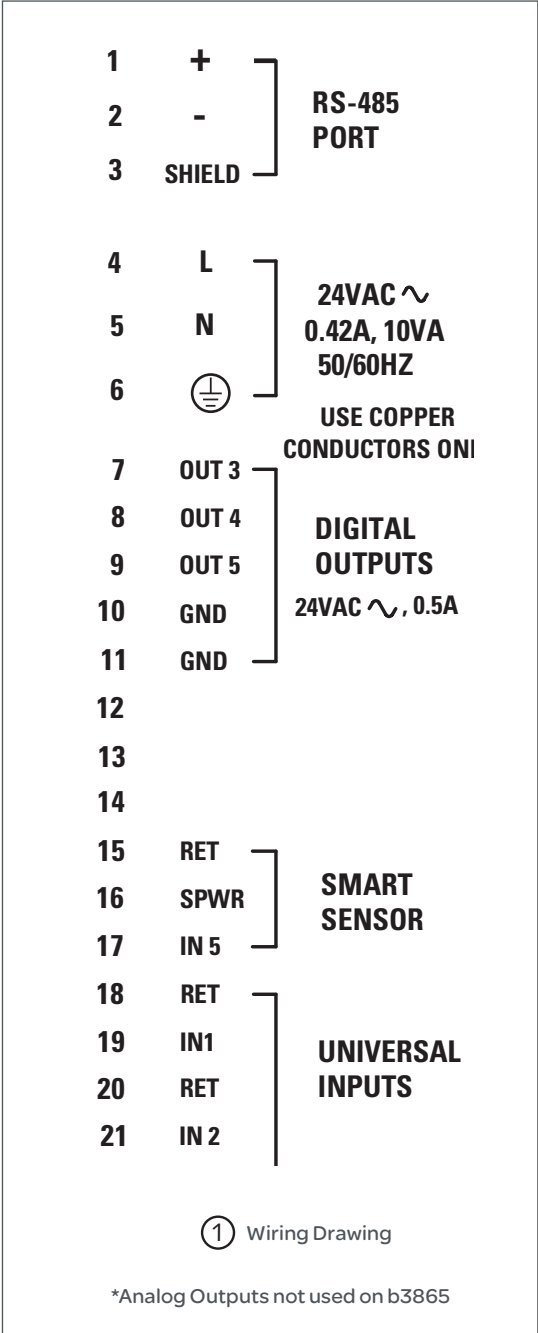 1 +
2 -
3 SHIELD
RS-485
PORT
4 L
5 N
6
24VAC
0.42A, 10VA
50/60HZ
USE COPPER
CONDUCTORS ONL
7 OUT 3
8 OUT 4
9 OUT 5
10 GND
11 GND
DIGITAL
OUTPUTS
24VAC , 0.5A
12
13
14
15 RET
16 SPWR
17 IN 5
SMART
SENSOR
18 RET
19 IN1
20 RET
21 IN 2
UNIVERSAL
INPUTS
1 Wiring Drawing
*Analog Outputs not used on b3865